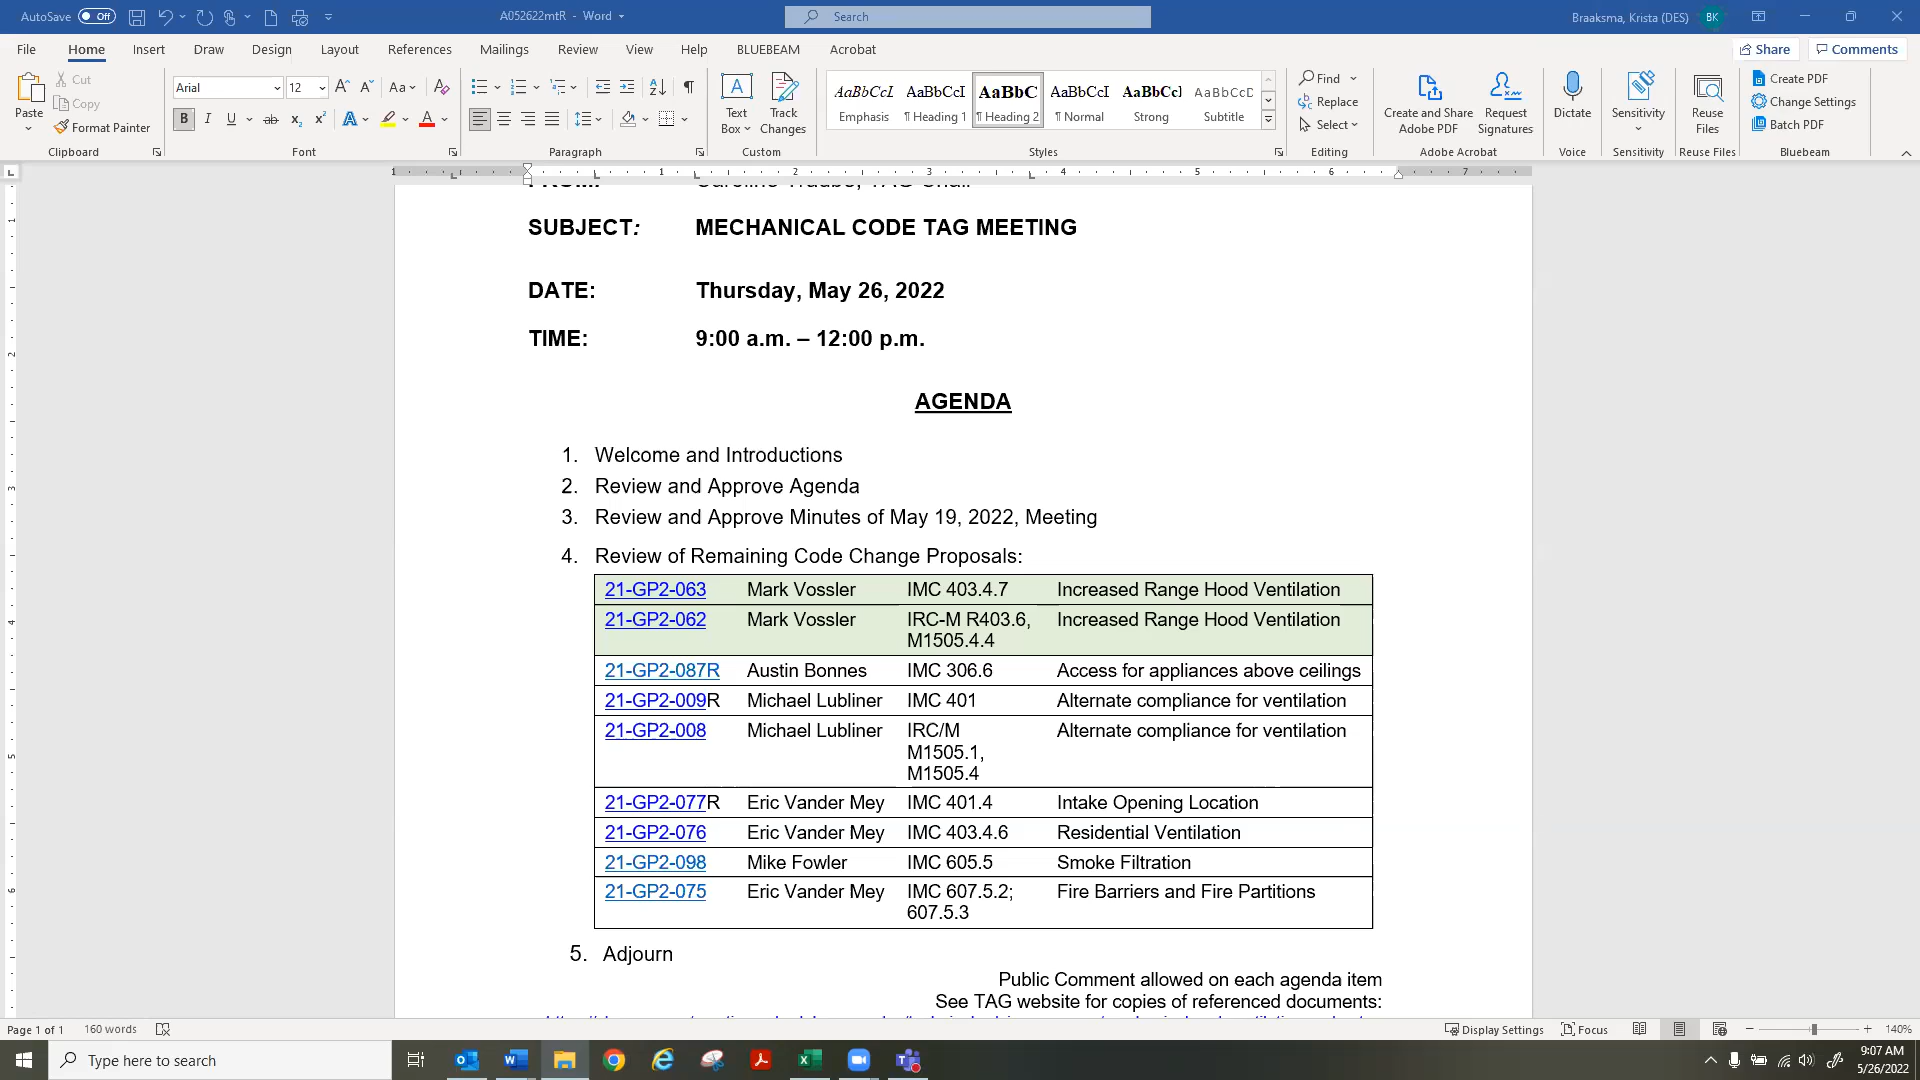 AutoSave Off A052622mtR - Word Search Braaksma, Krista (DES) BK
File Home Insert Draw Design Layout References Mailings Review View Help BLUEBEAM Acrobat Share Comments
Paste Cut Copy Format Painter
Arial 12 Aa
Text Box Track Changes
AaBbCcI Emphasis AaBbCcI ¶ Heading 1 AaBbC ¶ Heading 2 AaBbCcI ¶ Normal AaBbCcI Strong AaBbCcD Subtitle
Find Replace Select
Create and Share Adobe PDF Request Signatures Dictate Sensitivity Reuse Files
Create PDF Change Settings Batch PDF
Clipboard Font Paragraph Custom Styles Editing Adobe Acrobat Voice Sensitivity Reuse Files Bluebeam
1 1 2 3 4 5 6 7
SUBJECT: MECHANICAL CODE TAG MEETING
DATE: Thursday, May 26, 2022
TIME: 9:00 a.m. – 12:00 p.m.
AGENDA
1. Welcome and Introductions
2. Review and Approve Agenda
3. Review and Approve Minutes of May 19, 2022, Meeting
4. Review of Remaining Code Change Proposals:
21-GP2-063 Mark Vossler IMC 403.4.7 Increased Range Hood Ventilation
21-GP2-062 Mark Vossler IRC-M R403.6, Increased Range Hood Ventilation
M1505.4.4
21-GP2-087R Austin Bonnes IMC 306.6 Access for appliances above ceilings
21-GP2-009R Michael Lubliner IMC 401 Alternate compliance for ventilation
21-GP2-008 Michael Lubliner IRC/M Alternate compliance for ventilation
M1505.1,
M1505.4
21-GP2-077R Eric Vander Mey IMC 401.4 Intake Opening Location
21-GP2-076 Eric Vander Mey IMC 403.4.6 Residential Ventilation
21-GP2-098 Mike Fowler IMC 605.5 Smoke Filtration
21-GP2-075 Eric Vander Mey IMC 607.5.2; Fire Barriers and Fire Partitions
607.5.3
5. Adjourn
Public Comment allowed on each agenda item
See TAG website for copies of referenced documents:
Page 1 of 1 160 words Display Settings Focus 140%
Type here to search 9:07 AM
5/26/2022